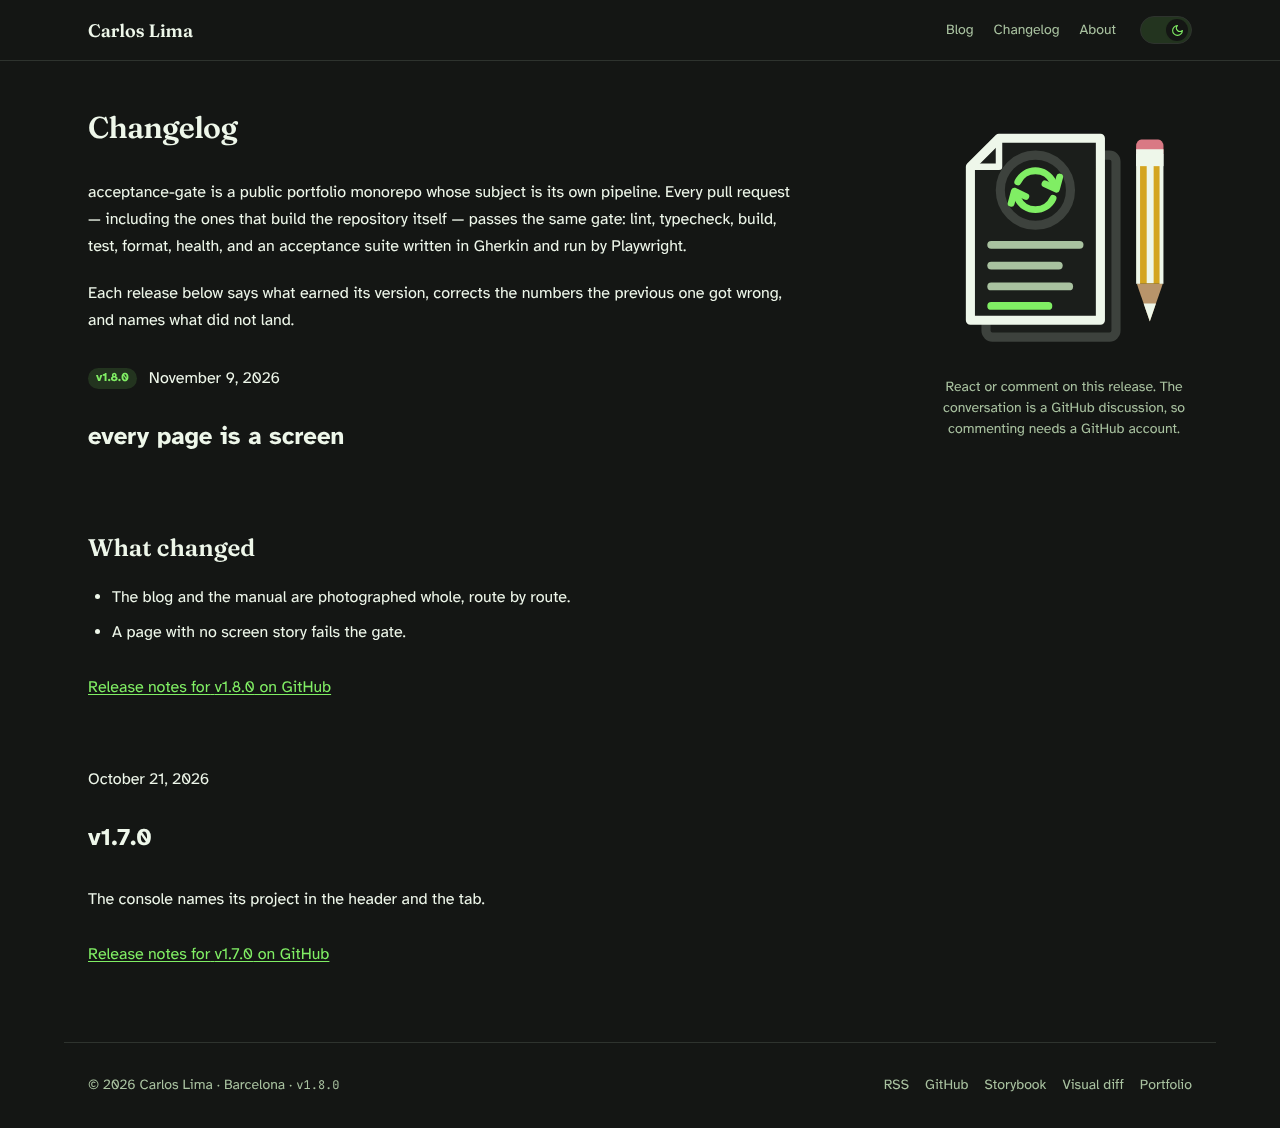 Carlos Lima
Blog Changelog About
Changelog
acceptance-gate is a public portfolio monorepo whose subject is its own pipeline. Every pull request
— including the ones that build the repository itself — passes the same gate: lint, typecheck, build,
test, format, health, and an acceptance suite written in Gherkin and run by Playwright.
Each release below says what earned its version, corrects the numbers the previous one got wrong,
and names what did not land.
v1.8.0 November 9, 2026
every page is a screen
React or comment on this release. The
conversation is a GitHub discussion, so
commenting needs a GitHub account.
What changed
• The blog and the manual are photographed whole, route by route.
• A page with no screen story fails the gate.
Release notes for v1.8.0 on GitHub
October 21, 2026
v1.7.0
The console names its project in the header and the tab.
Release notes for v1.7.0 on GitHub
© 2026 Carlos Lima · Barcelona · v1.8.0
RSS GitHub Storybook Visual diff Portfolio